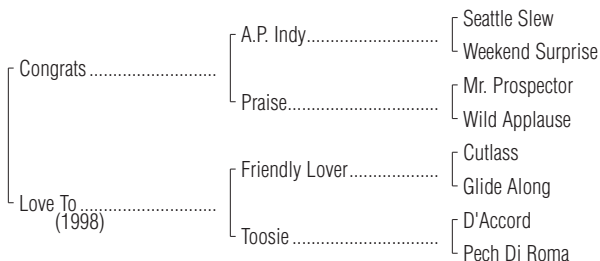 Seattle Slew
A.P. Indy...................................
Weekend Surprise
Congrats.................................
Mr. Prospector
Praise........................................
Wild Applause
Cutlass
Friendly Lover........................
Glide Along
Love To...................................
(1998)
D'Accord
Toosie.......................................
Pech Di Roma